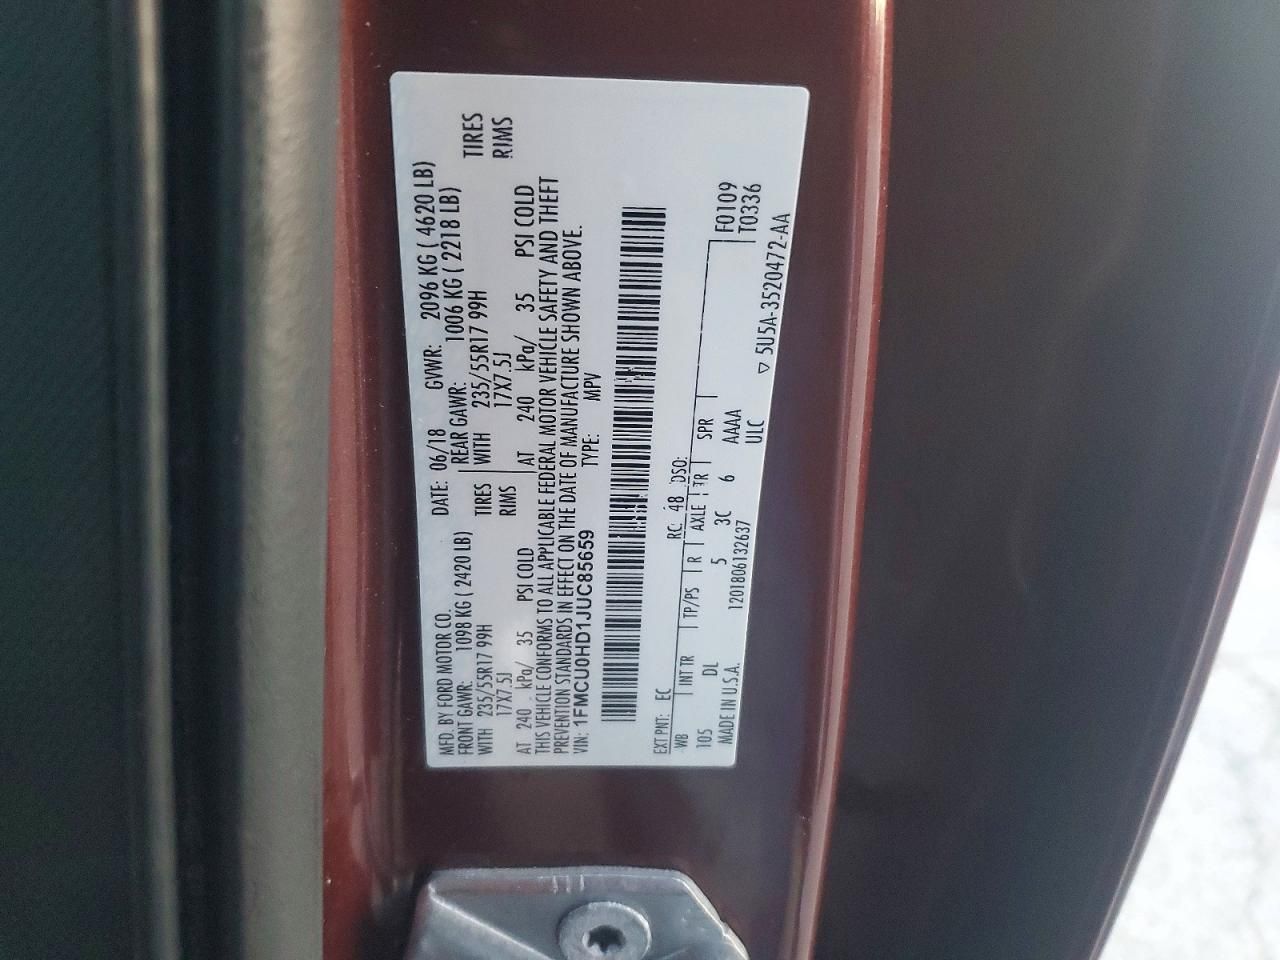 MFD. BY FORD MOTOR CO.
DATE: 06/18 GVWR: 2096 KG ( 4620 LB)
FRONT GAWR: 1098 KG ( 2420 LB) REAR GAWR: 1006 KG ( 2218 LB)
WITH 235/55R17 99H TIRES WITH 235/55R17 99H TIRES
17X7.5J RIMS 17X7.5J RIMS
AT 240 kPa/ 35 PSI COLD AT 240 kPa/ 35 PSI COLD
THIS VEHICLE CONFORMS TO ALL APPLICABLE FEDERAL MOTOR VEHICLE SAFETY AND THEFT
PREVENTION STANDARDS IN EFFECT ON THE DATE OF MANUFACTURE SHOWN ABOVE.
VIN: 1FMCU0HD1JUC85659 TYPE: MPV
EXT PNT: EC RC: 48 DSO:
WB INT TR TP/PS R AXLE TR SPR F0109
105 DL 5 3C 6 AAAA T0336
MADE IN U.S.A. 1201806132637 ULC
▽ 5U5A-3520472-AA